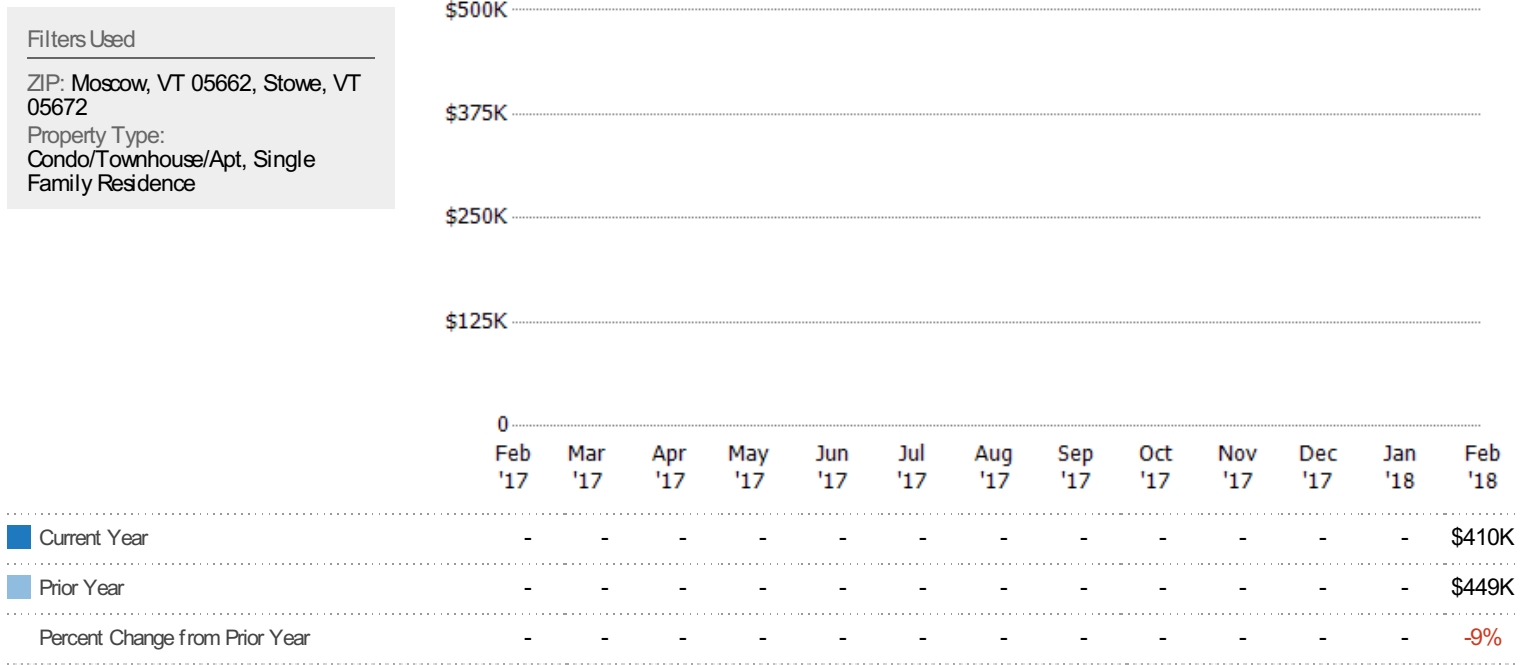 Filters Used
ZIP: Moscow, VT 05662, Stowe, VT
05672
Property Type:
Condo/Townhouse/Apt, Single
Family Residence
$500K
$375K
$250K
$125K
0
Feb Mar Apr May Jun Jul Aug Sep Oct Nov Dec Jan Feb
'17 '17 '17 '17 '17 '17 '17 '17 '17 '17 '17 '18 '18
Current Year - - - - - - - - - - - - $410K
Prior Year - - - - - - - - - - - - $449K
Percent Change from Prior Year - - - - - - - - - - - - -9%